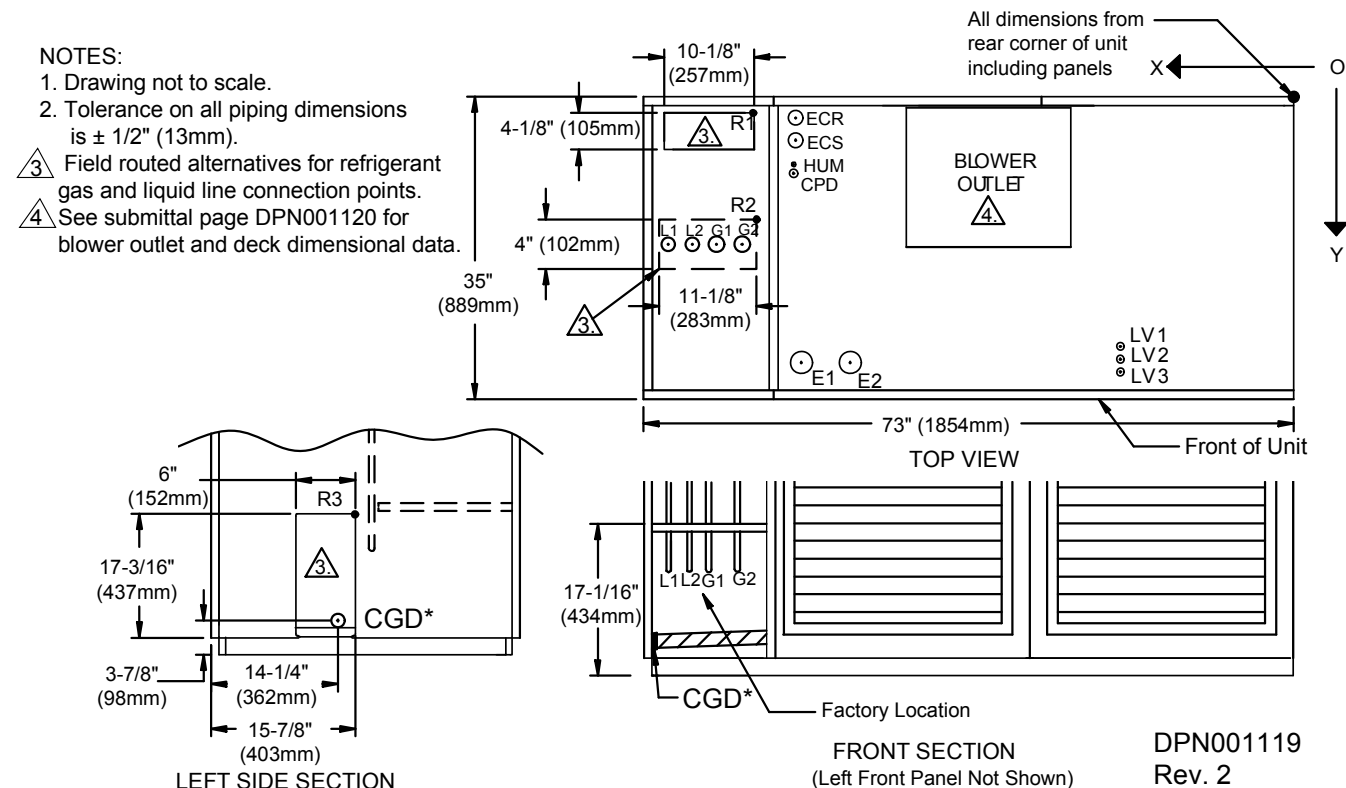 NOTES:
1. Drawing not to scale.
2. Tolerance on all piping dimensions
is ± 1/2" (13mm).
3 Field routed alternatives for refrigerant
gas and liquid line connection points.
4 See submittal page DPN001120 for
blower outlet and deck dimensional data.
All dimensions from
rear corner of unit
including panels
X
O
Y
10-1/8"
(257mm)
4-1/8" (105mm)
3.
R1
ECR
ECS
HUM
CPD
BLOWER
OUTLET
4.
R2
L1 L2 G1 G2
4" (102mm)
35"
(889mm)
11-1/8"
(283mm)
3.
E1
E2
LV1
LV2
LV3
73" (1854mm)
Front of Unit
TOP VIEW
6"
(152mm)
R3
3.
17-3/16"
(437mm)
CGD*
3-7/8"
(98mm)
14-1/4"
(362mm)
15-7/8"
(403mm)
LEFT SIDE SECTION
L1 L2 G1 G2
17-1/16"
(434mm)
CGD*
Factory Location
FRONT SECTION
(Left Front Panel Not Shown)
DPN001119
Rev. 2